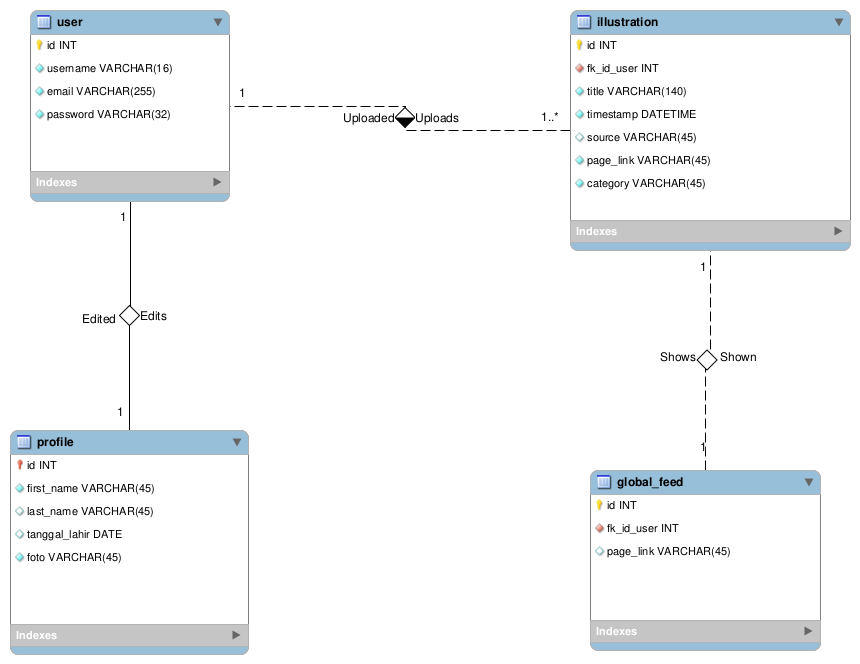 user
id INT
username VARCHAR(16)
email VARCHAR(255)
password VARCHAR(32)
Indexes
1
Uploaded
Uploads
1..*
illustration
id INT
fk_id_user INT
title VARCHAR(140)
timestamp DATETIME
source VARCHAR(45)
page_link VARCHAR(45)
category VARCHAR(45)
Indexes
1
Edited
Edits
1
1
Shows
Shown
1
profile
id INT
first_name VARCHAR(45)
last_name VARCHAR(45)
tanggal_lahir DATE
foto VARCHAR(45)
Indexes
global_feed
id INT
fk_id_user INT
page_link VARCHAR(45)
Indexes